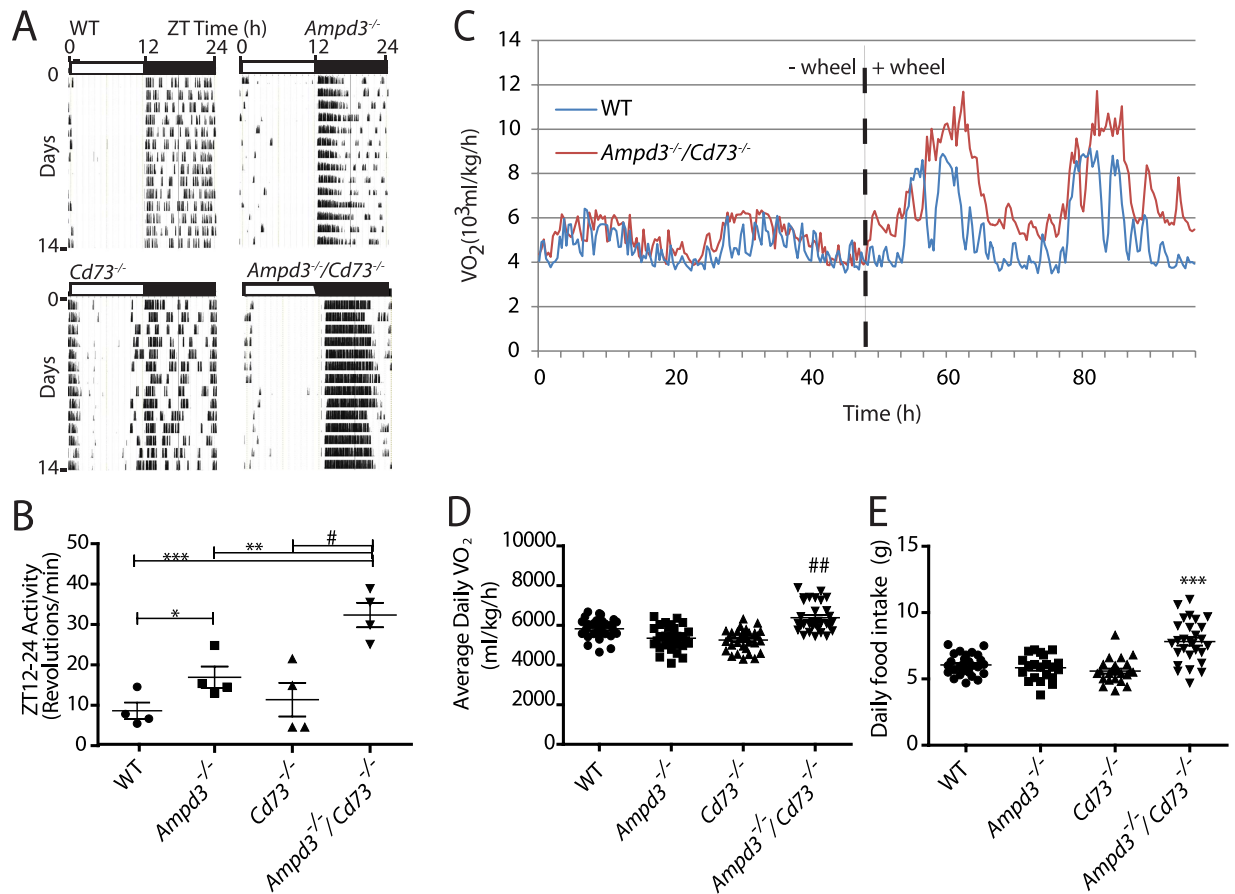 A
WT ZT Time (h) Ampd3-/-
0 12 24 0 12 24
0
Days
14
Cd73-/- Ampd3-/-/Cd73-/-
0
Days
14
B
ZT12-24 Activity
(Revolutions/min)
50
40
30
20
10
0
*** ** #
*
WT
Ampd3-/-
Cd73-/-
Ampd3-/-/Cd73-/-
C
VO2(10³ml/kg/h)
14
12
10
8
6
4
2
0
- wheel + wheel
WT
Ampd3-/-/Cd73-/-
0 20 40 60 80
Time (h)
D
Average Daily VO2
(ml/kg/h)
10000
8000
6000
4000
2000
0
##
WT
Ampd3-/-
Cd73-/-
Ampd3-/-/Cd73-/-
E
Daily food intake (g)
15
10
5
0
***
WT
Ampd3-/-
Cd73-/-
Ampd3-/-/Cd73-/-